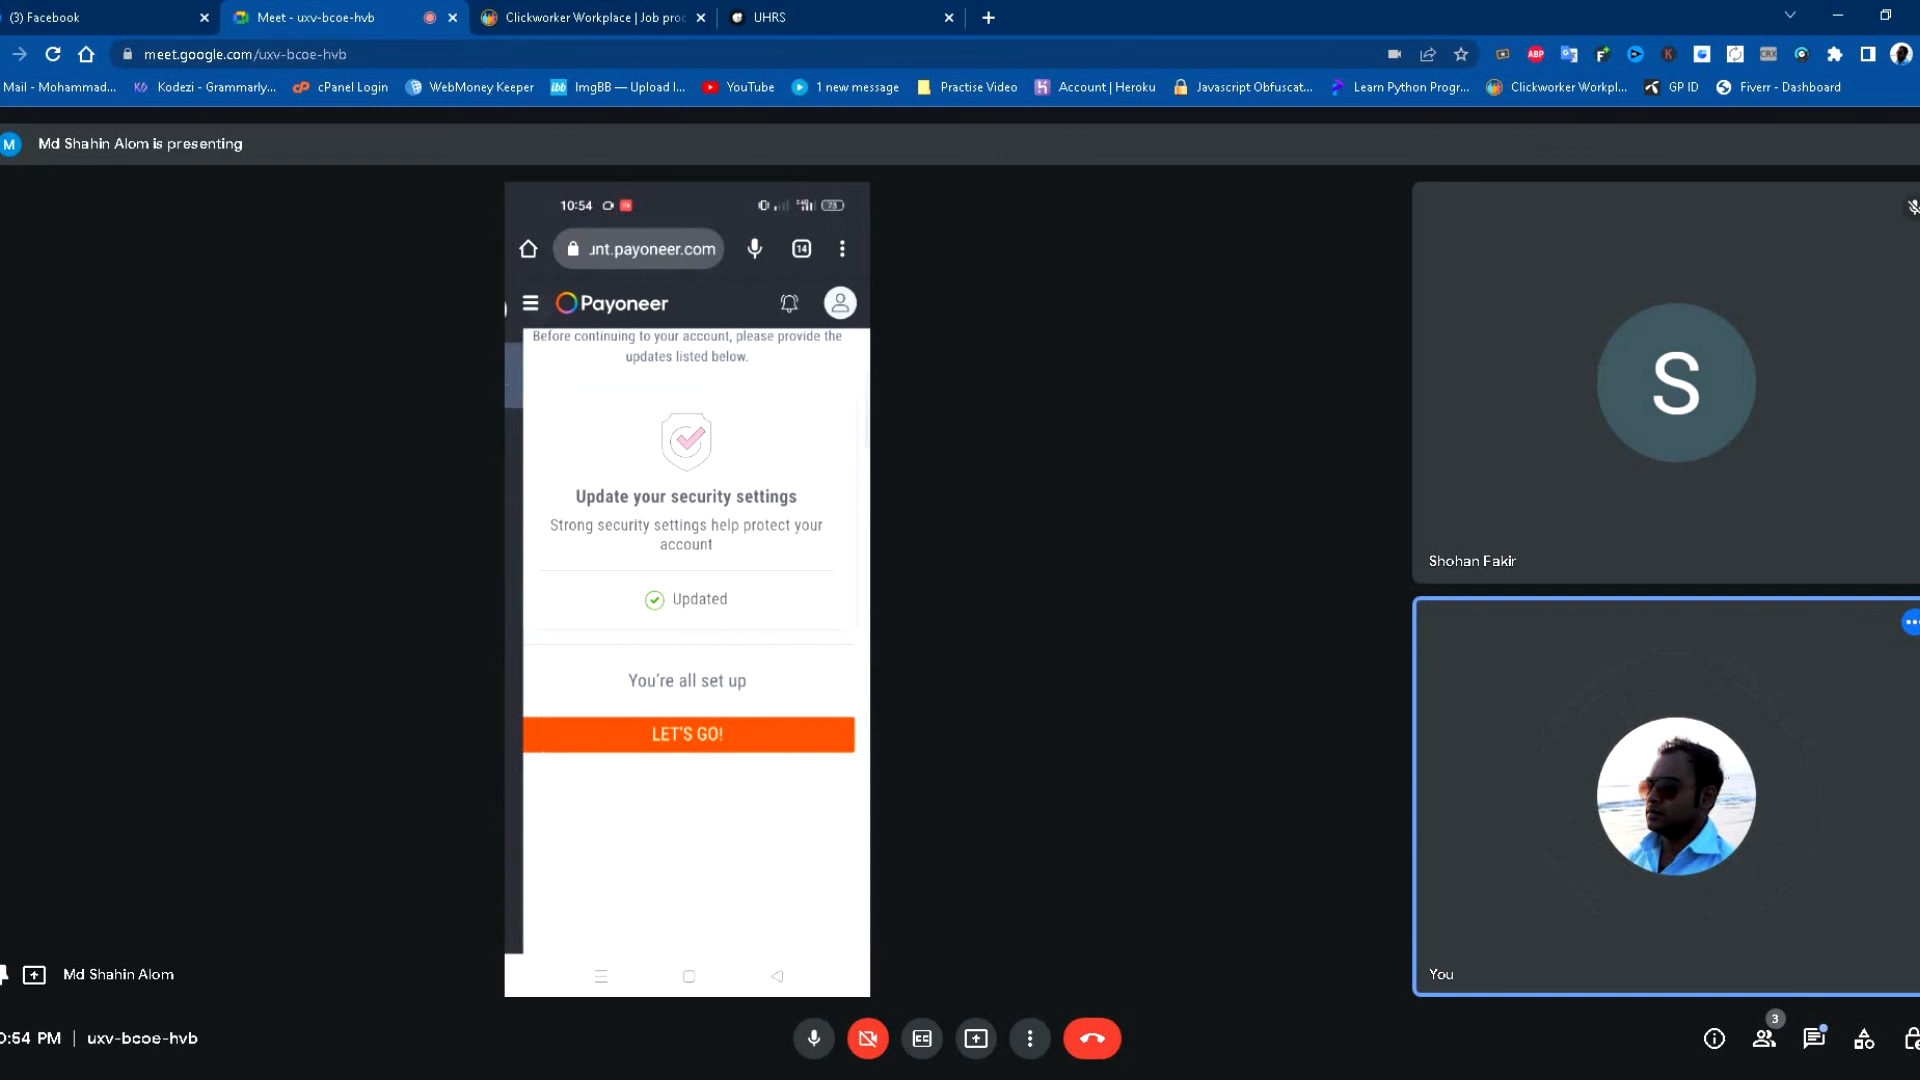 (3) Facebook
Meet - uxv-bcoe-hvb
Clickworker Workplace | Job proc
UHRS
meet.google.com/uxv-bcoe-hvb
ABP
CRX
Mail - Mohammad...
Kodezi - Grammarly...
cPanel Login
WebMoney Keeper
ImgBB — Upload I...
YouTube
1 new message
Practise Video
Account | Heroku
Javascript Obfuscat...
Learn Python Progr...
Clickworker Workpl...
GP ID
Fiverr - Dashboard
M
Md Shahin Alom is presenting
10:54
73
unt.payoneer.com
14
Payoneer
Before continuing to your account, please provide the
updates listed below.
Update your security settings
Strong security settings help protect your
account
Updated
You're all set up
LET'S GO!
S
Shohan Fakir
You
Md Shahin Alom
0:54 PM | uxv-bcoe-hvb
3